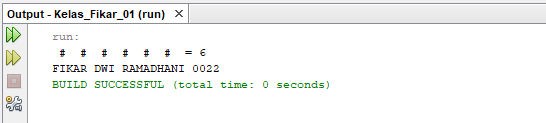 Output - Kelas_Fikar_01 (run) ×
run:
# # # # # # = 6
FIKAR DWI RAMADHANI 0022
BUILD SUCCESSFUL (total time: 0 seconds)